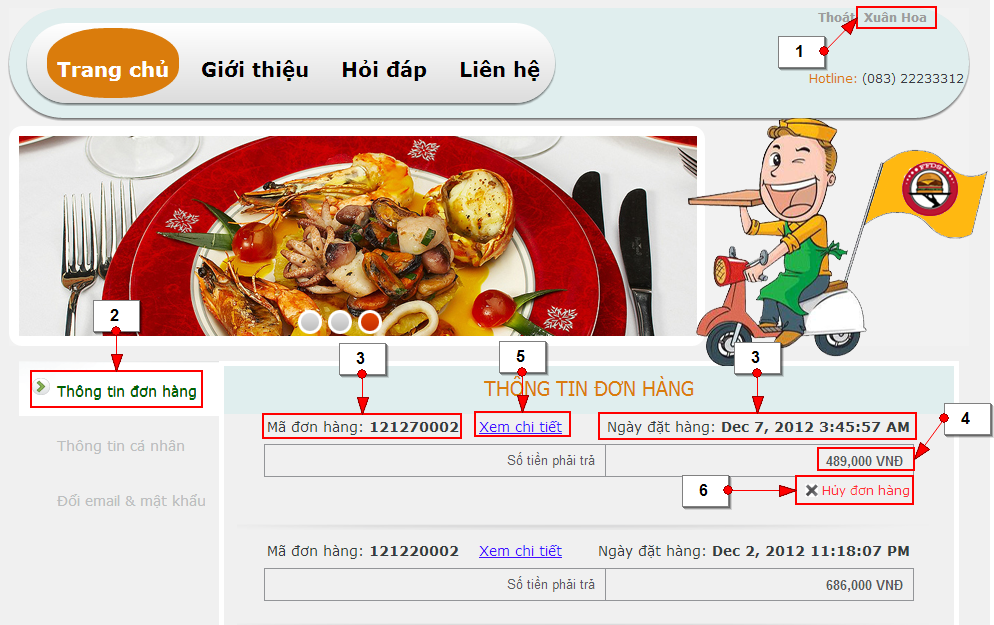 Thoát Xuân Hoa
1
Hotline: (083) 22233312
Trang chủ Giới thiệu Hỏi đáp Liên hệ
2
3 5 3
4
THÔNG TIN ĐƠN HÀNG
Thông tin đơn hàng
Mã đơn hàng: 121270002 Xem chi tiết Ngày đặt hàng: Dec 7, 2012 3:45:57 AM
Thông tin cá nhân
Số tiền phải trả 489,000 VNĐ
6
Hủy đơn hàng
Đổi email & mật khẩu
Mã đơn hàng: 121220002 Xem chi tiết Ngày đặt hàng: Dec 2, 2012 11:18:07 PM
Số tiền phải trả 686,000 VNĐ